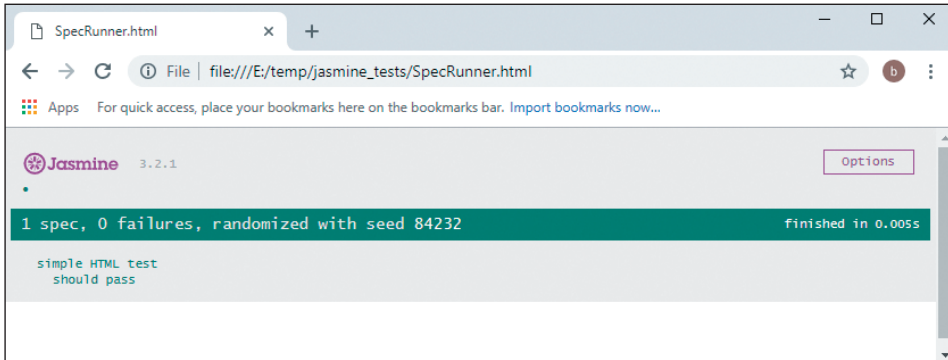 SpecRunner.html
File file:///E:/temp/jasmine_tests/SpecRunner.html b
Apps For quick access, place your bookmarks here on the bookmarks bar. Import bookmarks now...
Jasmine 3.2.1 Options
1 spec, 0 failures, randomized with seed 84232 finished in 0.005s
simple HTML test
should pass